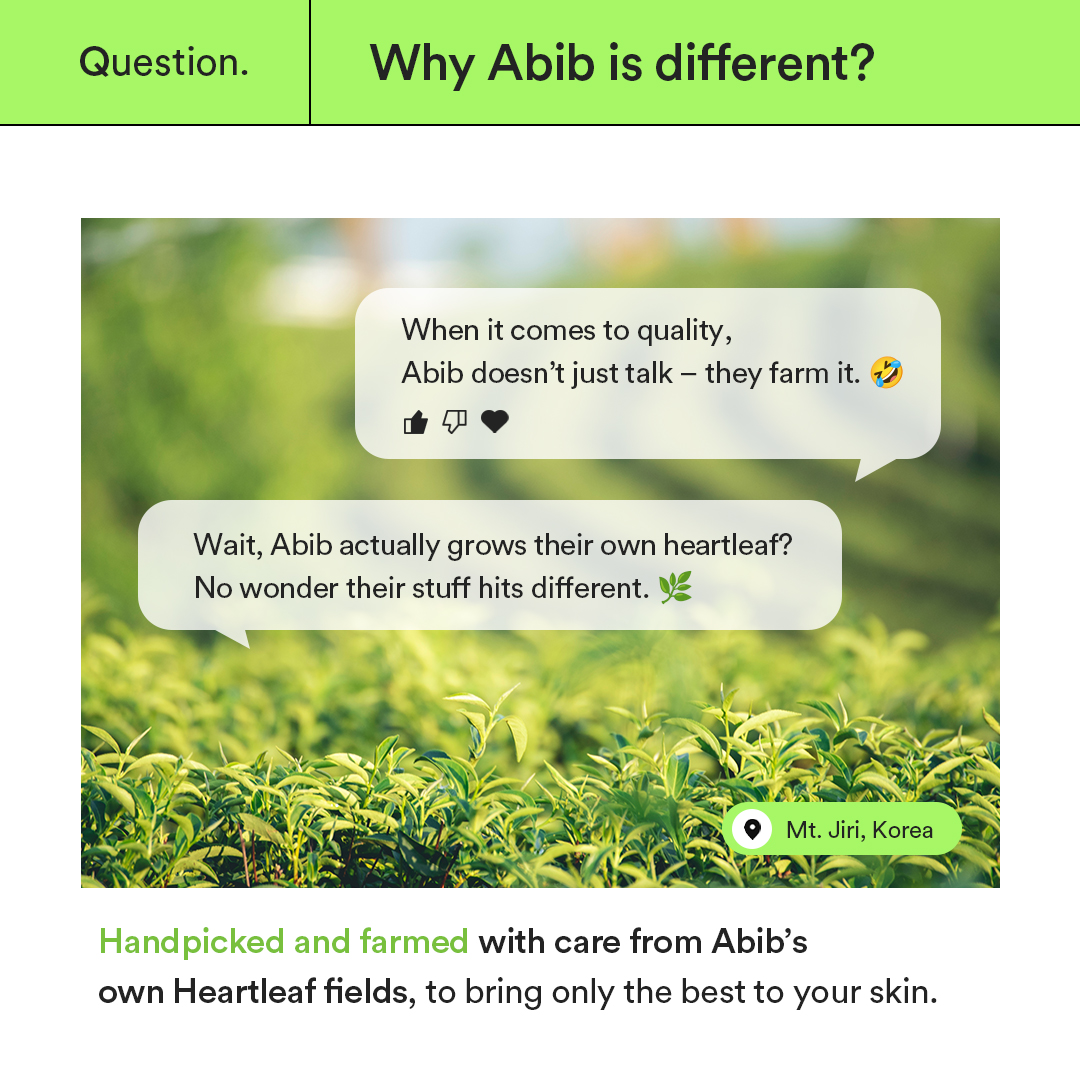 Question.
Why Abib is different?
When it comes to quality,
Abib doesn’t just talk – they farm it. 🤣
Wait, Abib actually grows their own heartleaf?
No wonder their stuff hits different. 🌿
Mt. Jiri, Korea
Handpicked and farmed with care from Abib’s
own Heartleaf fields, to bring only the best to your skin.